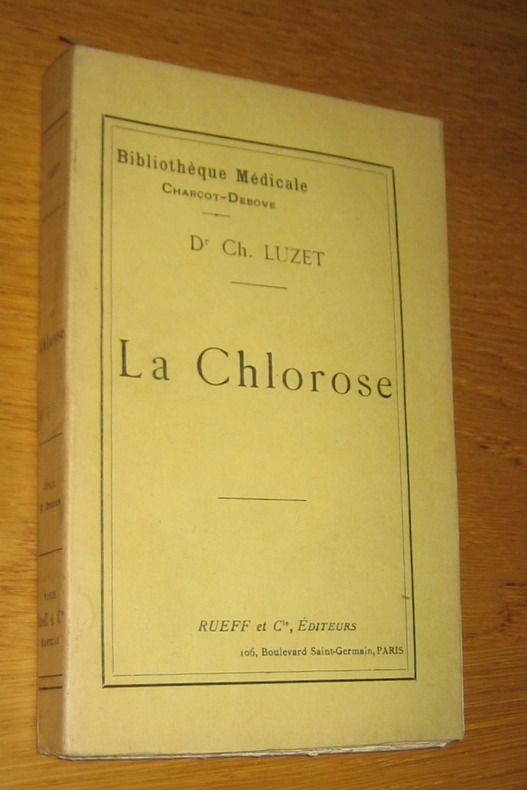 Bibliothèque Médicale
CHARCOT-DEBOVE
Dr Ch. LUZET
La Chlorose
RUEFF et Cie, ÉDITEURS
106, Boulevard Saint-Germain, PARIS